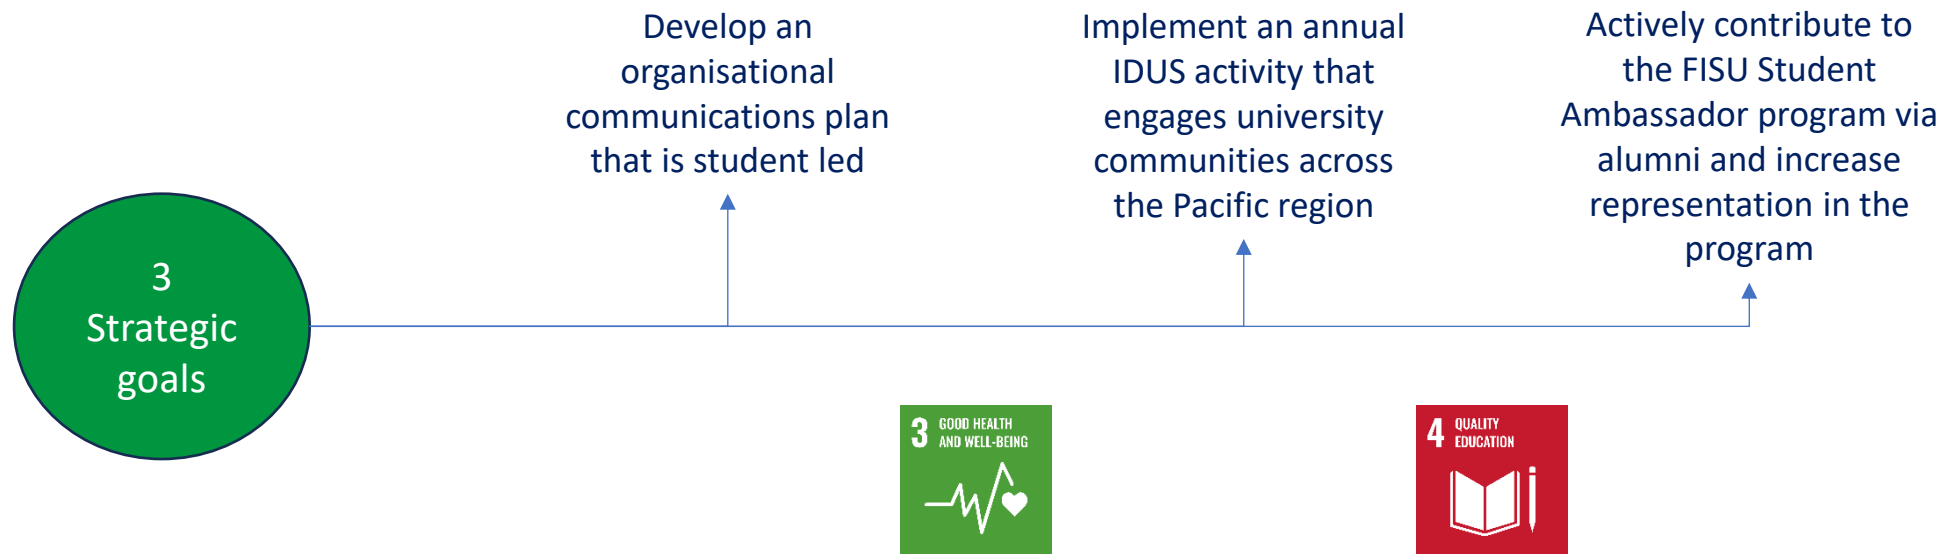 3
Strategic
goals
Develop an
organisational
communications plan
that is student led
Implement an annual
IDUS activity that
engages university
communities across
the Pacific region
Actively contribute to
the FISU Student
Ambassador program via
alumni and increase
representation in the
program
3 GOOD HEALTH
AND WELL-BEING
4 QUALITY
EDUCATION